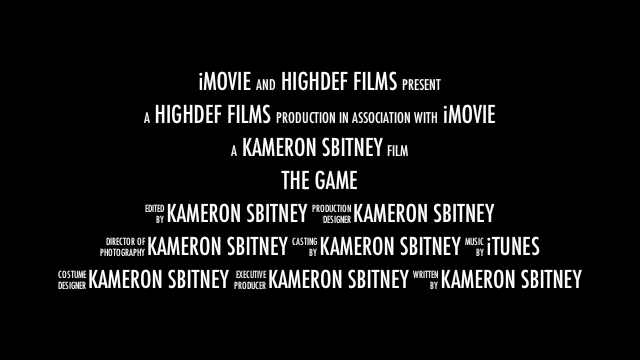 iMOVIE AND HIGHDEF FILMS PRESENT
A HIGHDEF FILMS PRODUCTION IN ASSOCIATION WITH iMOVIE
A KAMERON SBITNEY FILM
THE GAME
EDITED BY KAMERON SBITNEY PRODUCTION DESIGNER KAMERON SBITNEY
DIRECTOR OF PHOTOGRAPHY KAMERON SBITNEY CASTING BY KAMERON SBITNEY MUSIC BY iTUNES
COSTUME DESIGNER KAMERON SBITNEY EXECUTIVE PRODUCER KAMERON SBITNEY WRITTEN BY KAMERON SBITNEY